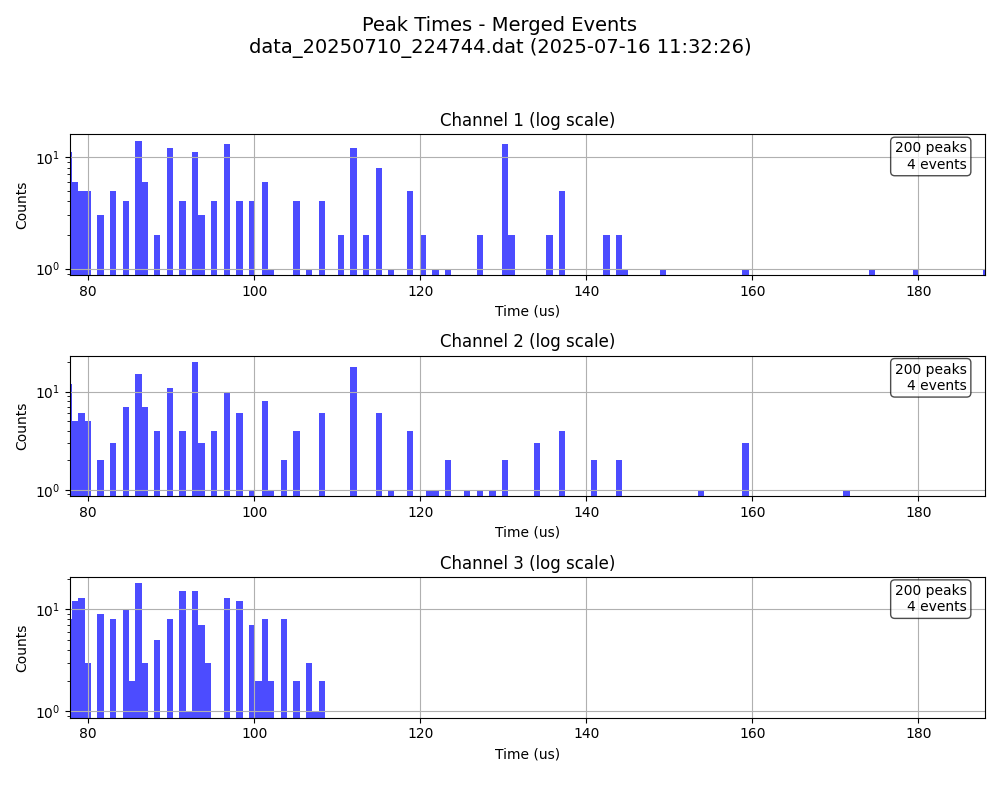 Peak Times - Merged Events
data_20250710_224744.dat (2025-07-16 11:32:26)
Channel 1 (log scale)
200 peaks
4 events
10¹
10⁰
Counts
80 100 120 140 160 180
Time (us)
Channel 2 (log scale)
200 peaks
4 events
10¹
10⁰
Counts
80 100 120 140 160 180
Time (us)
Channel 3 (log scale)
200 peaks
4 events
10¹
10⁰
Counts
80 100 120 140 160 180
Time (us)